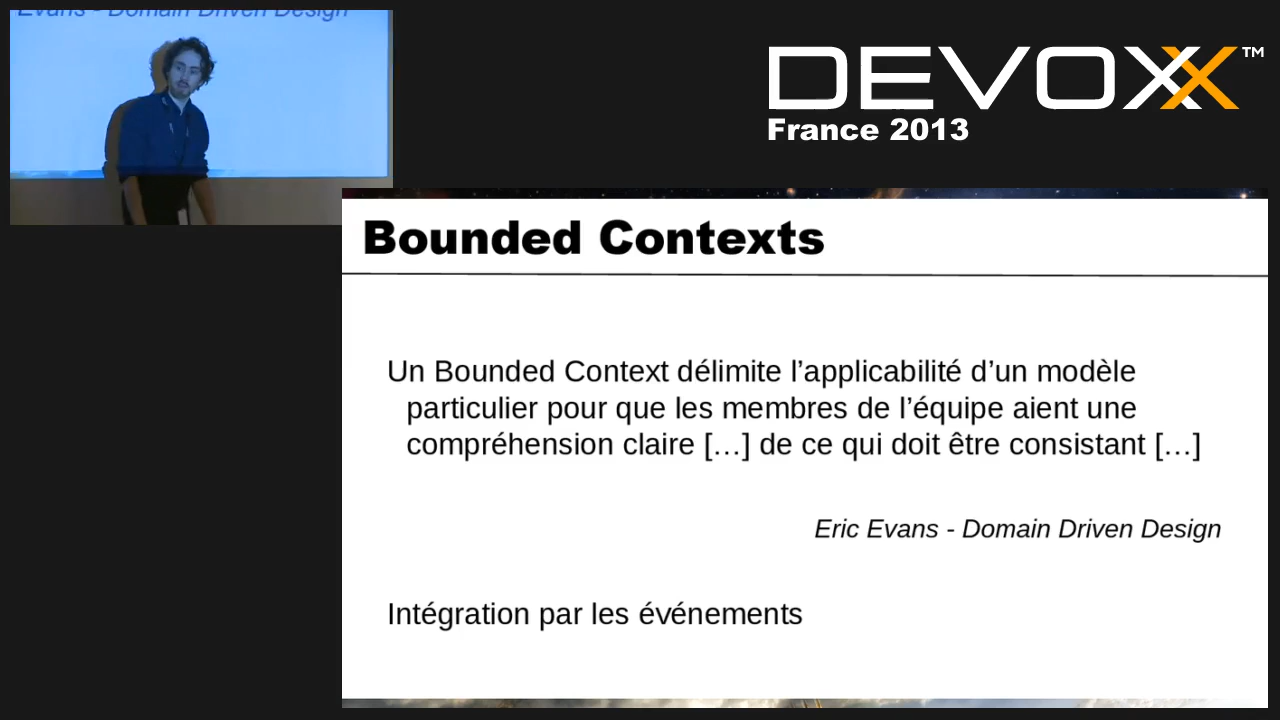 Evans - Domain Driven Design
DEVOXX™
France 2013
Bounded Contexts
Un Bounded Context délimite l’applicabilité d’un modèle
particulier pour que les membres de l’équipe aient une
compréhension claire […] de ce qui doit être consistant […]
Eric Evans - Domain Driven Design
Intégration par les événements